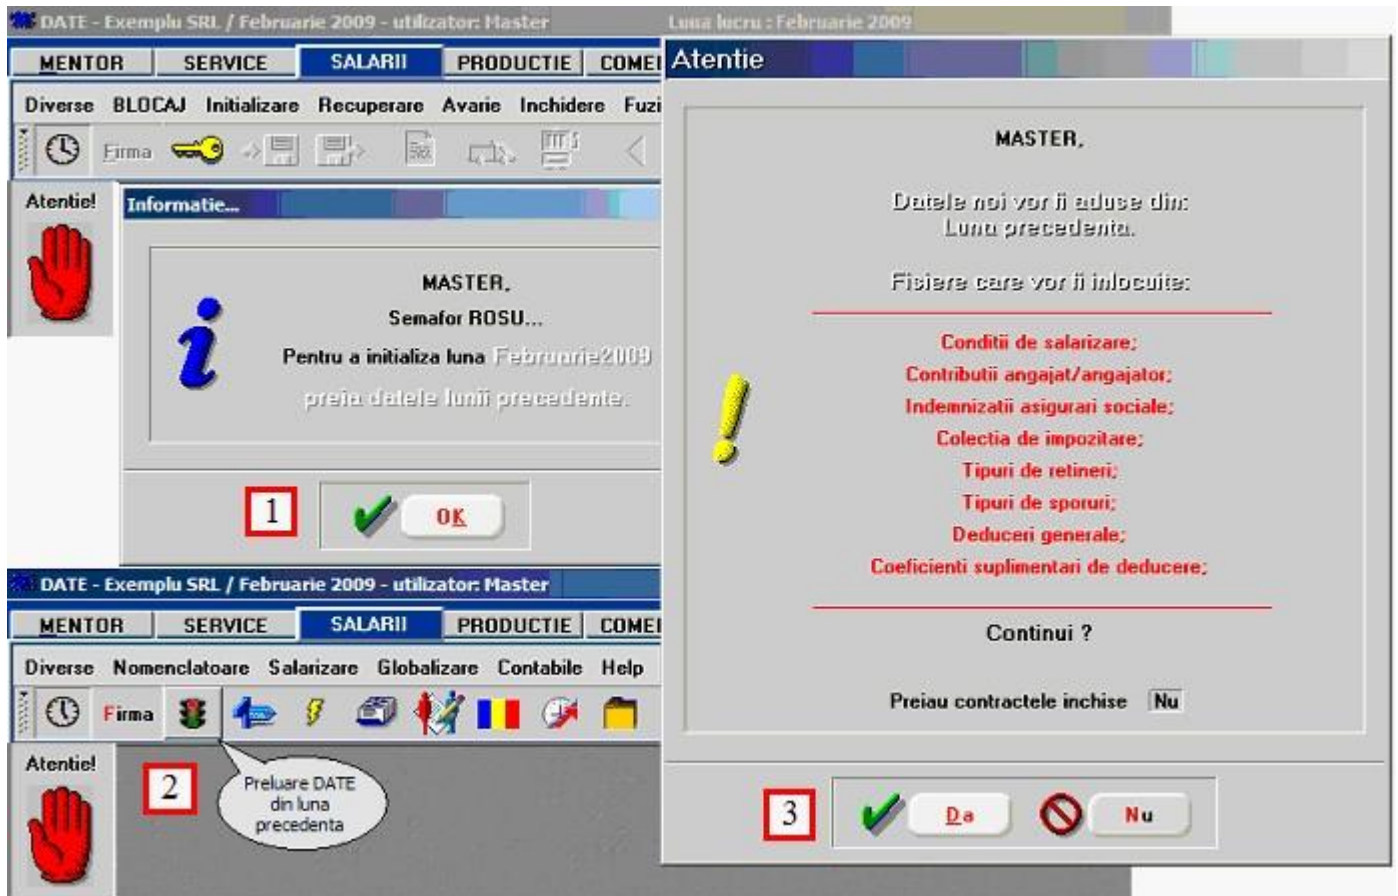 DATE - Exemplu SRL / Februarie 2009 - utilizator: Master
Luna lucru : Februarie 2009
MENTOR SERVICE SALARII PRODUCTIE COMEI
Diverse BLOCAJ Initializare Recuperare Avarie Inchidere Fuzi
Firma
Atentie!
Informatie...
MASTER,
Semafor ROSU...
Pentru a initializa luna Februarie2009
preia datele lunii precedente.
1
OK
DATE - Exemplu SRL / Februarie 2009 - utilizator: Master
MENTOR SERVICE SALARII PRODUCTIE COMEI
Diverse Nomenclatoare Salarizare Globalizare Contabile Help
Firma
Atentie!
2
Preluare DATE
din luna
precedenta
Atentie
MASTER,
Datele noi vor fi aduse din:
Luna precedenta.
Fisiere care vor fi inlocuite:
Conditii de salarizare;
Contributii angajat/angajator;
Indemnizatii asigurari sociale;
Colectia de impozitare;
Tipuri de retineri;
Tipuri de sporuri;
Deduceri generale;
Coeficienti suplimentari de deducere;
Continui ?
Preiau contractele inchise Nu
3
Da Nu